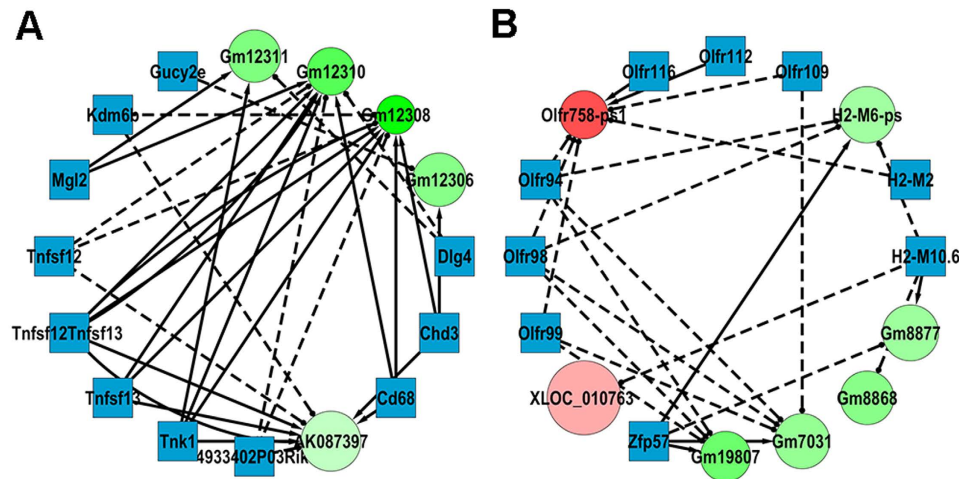 A
B
Gm12311
Gm12310
Gucy2e
Kdm6b
Gm12308
Mgl2
Gm12306
Tnfsf12
Dlg4
Tnfsf12Tnfsf13
Chd3
Tnfsf13
Cd68
Tnk1
4933402P03Rik
AK087397
Olfr112
Olfr116
Olfr109
Olfr758-ps1
H2-M6-ps
Olfr94
H2-M2
Olfr98
H2-M10.6
Olfr99
Gm8877
XLOC_010763
Gm8868
Zfp57
Gm19807
Gm7031